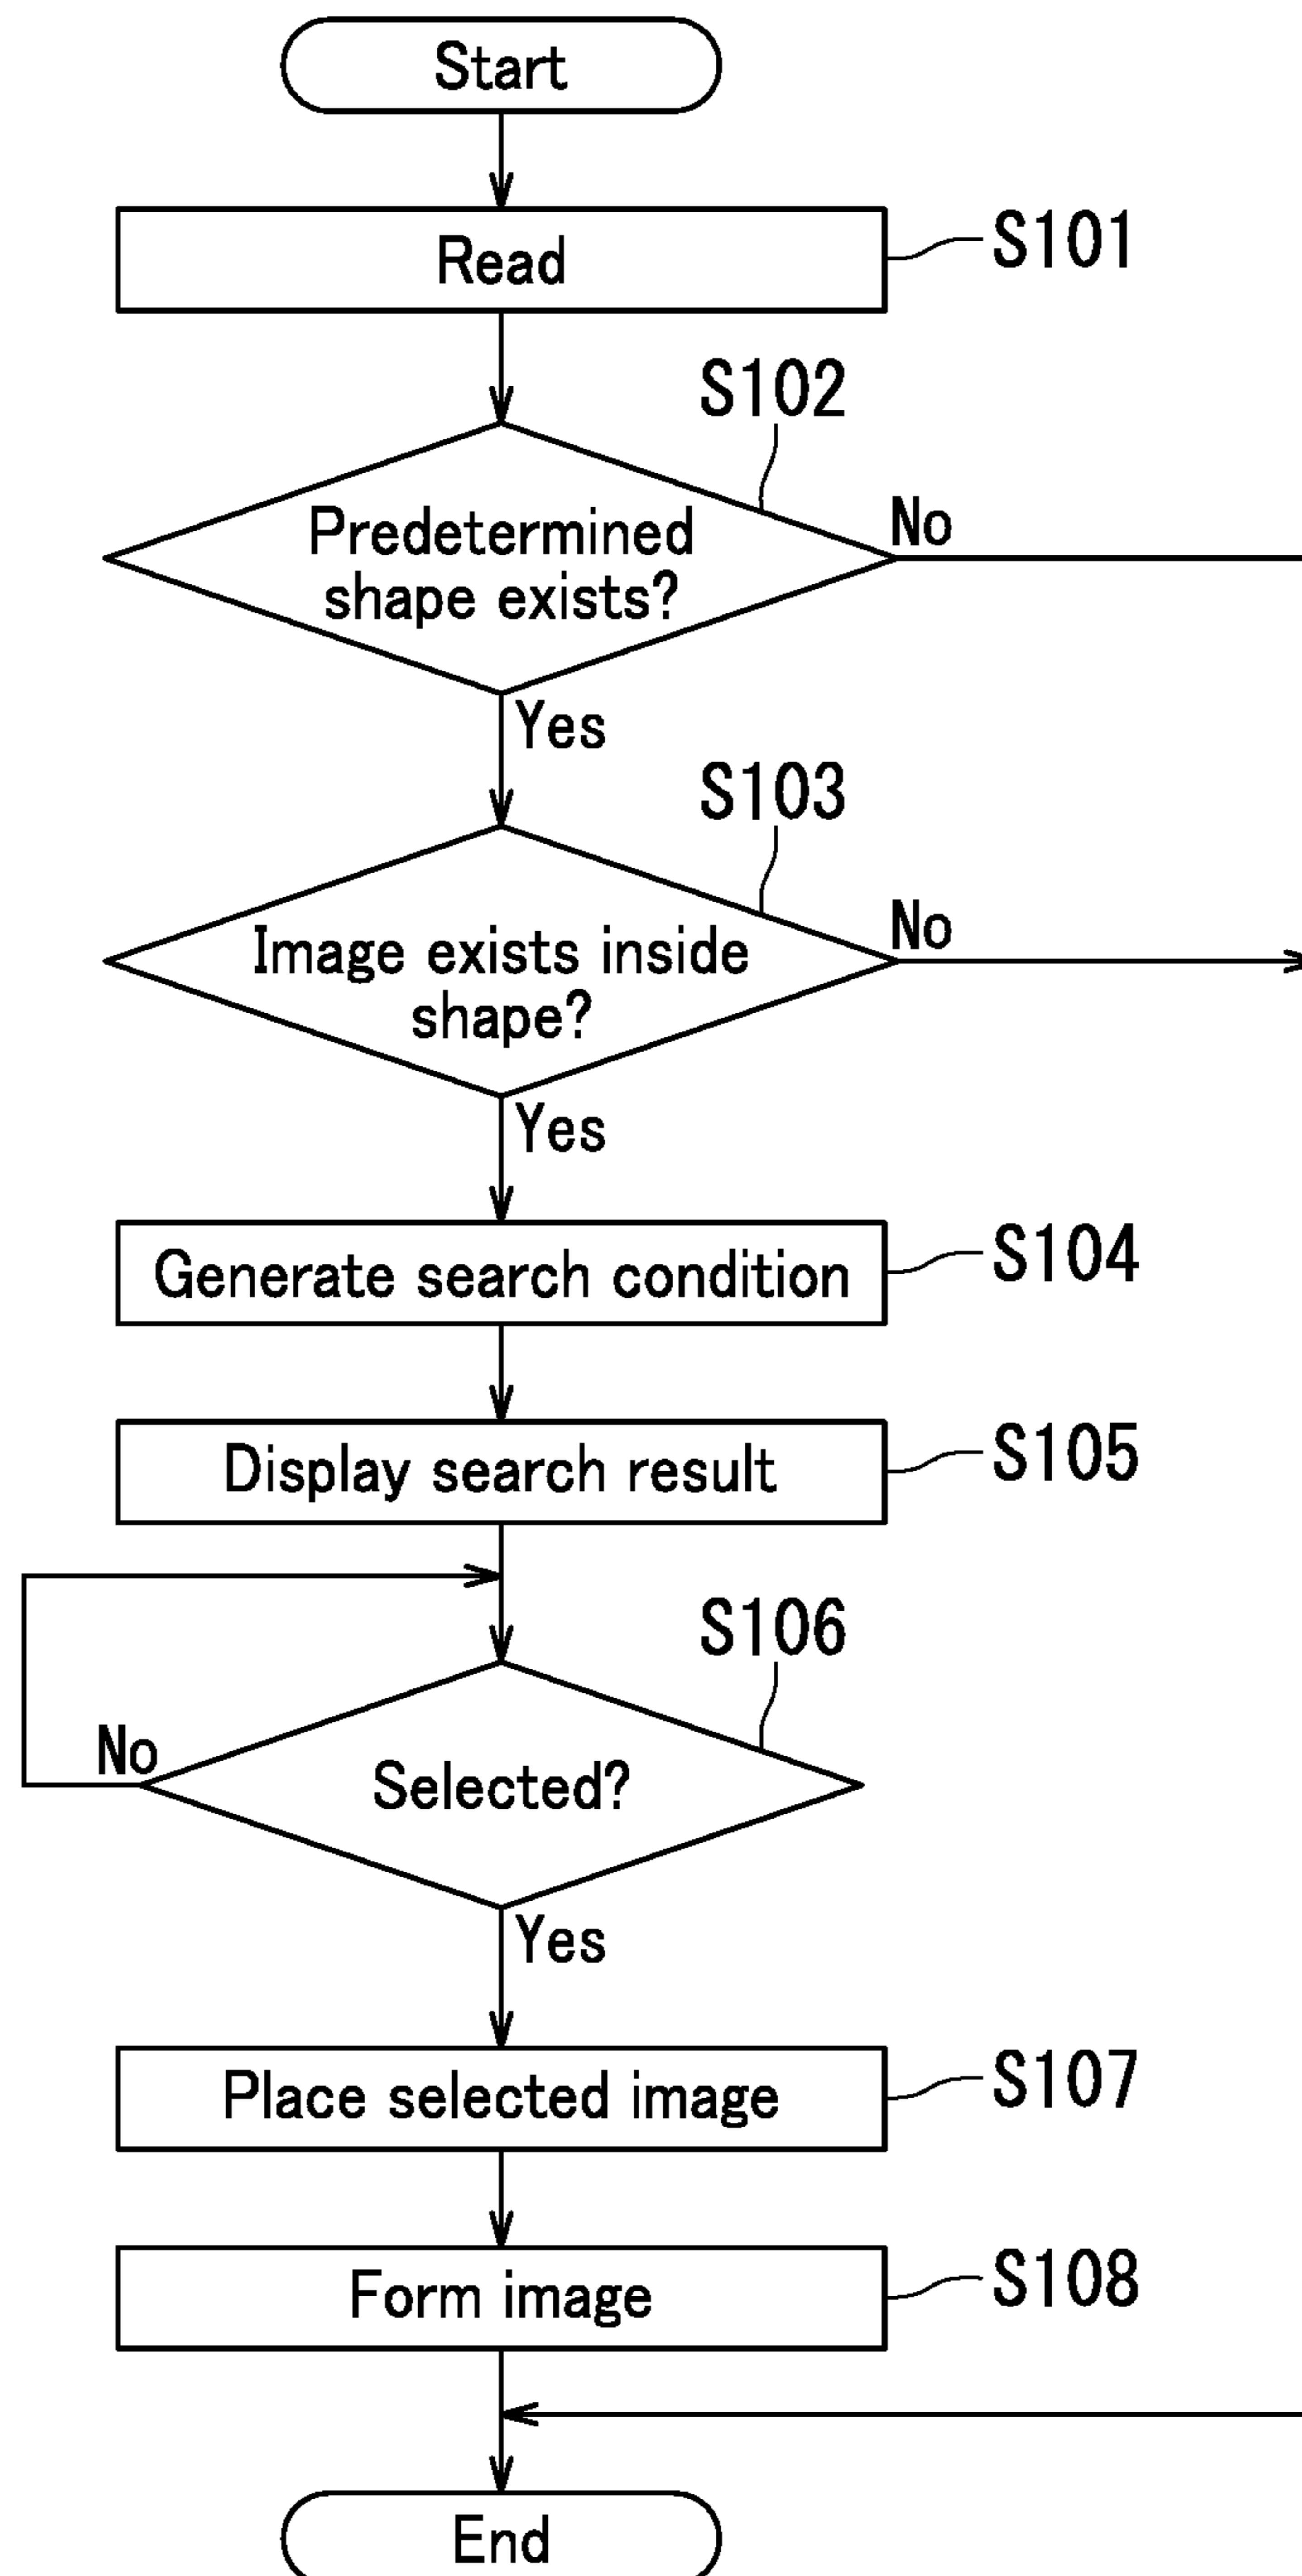 Start
Read
S101
S102
Predetermined
shape exists?
No
Yes
S103
Image exists inside
shape?
No
Yes
Generate search condition
S104
Display search result
S105
S106
Selected?
No
Yes
Place selected image
S107
Form image
S108
End